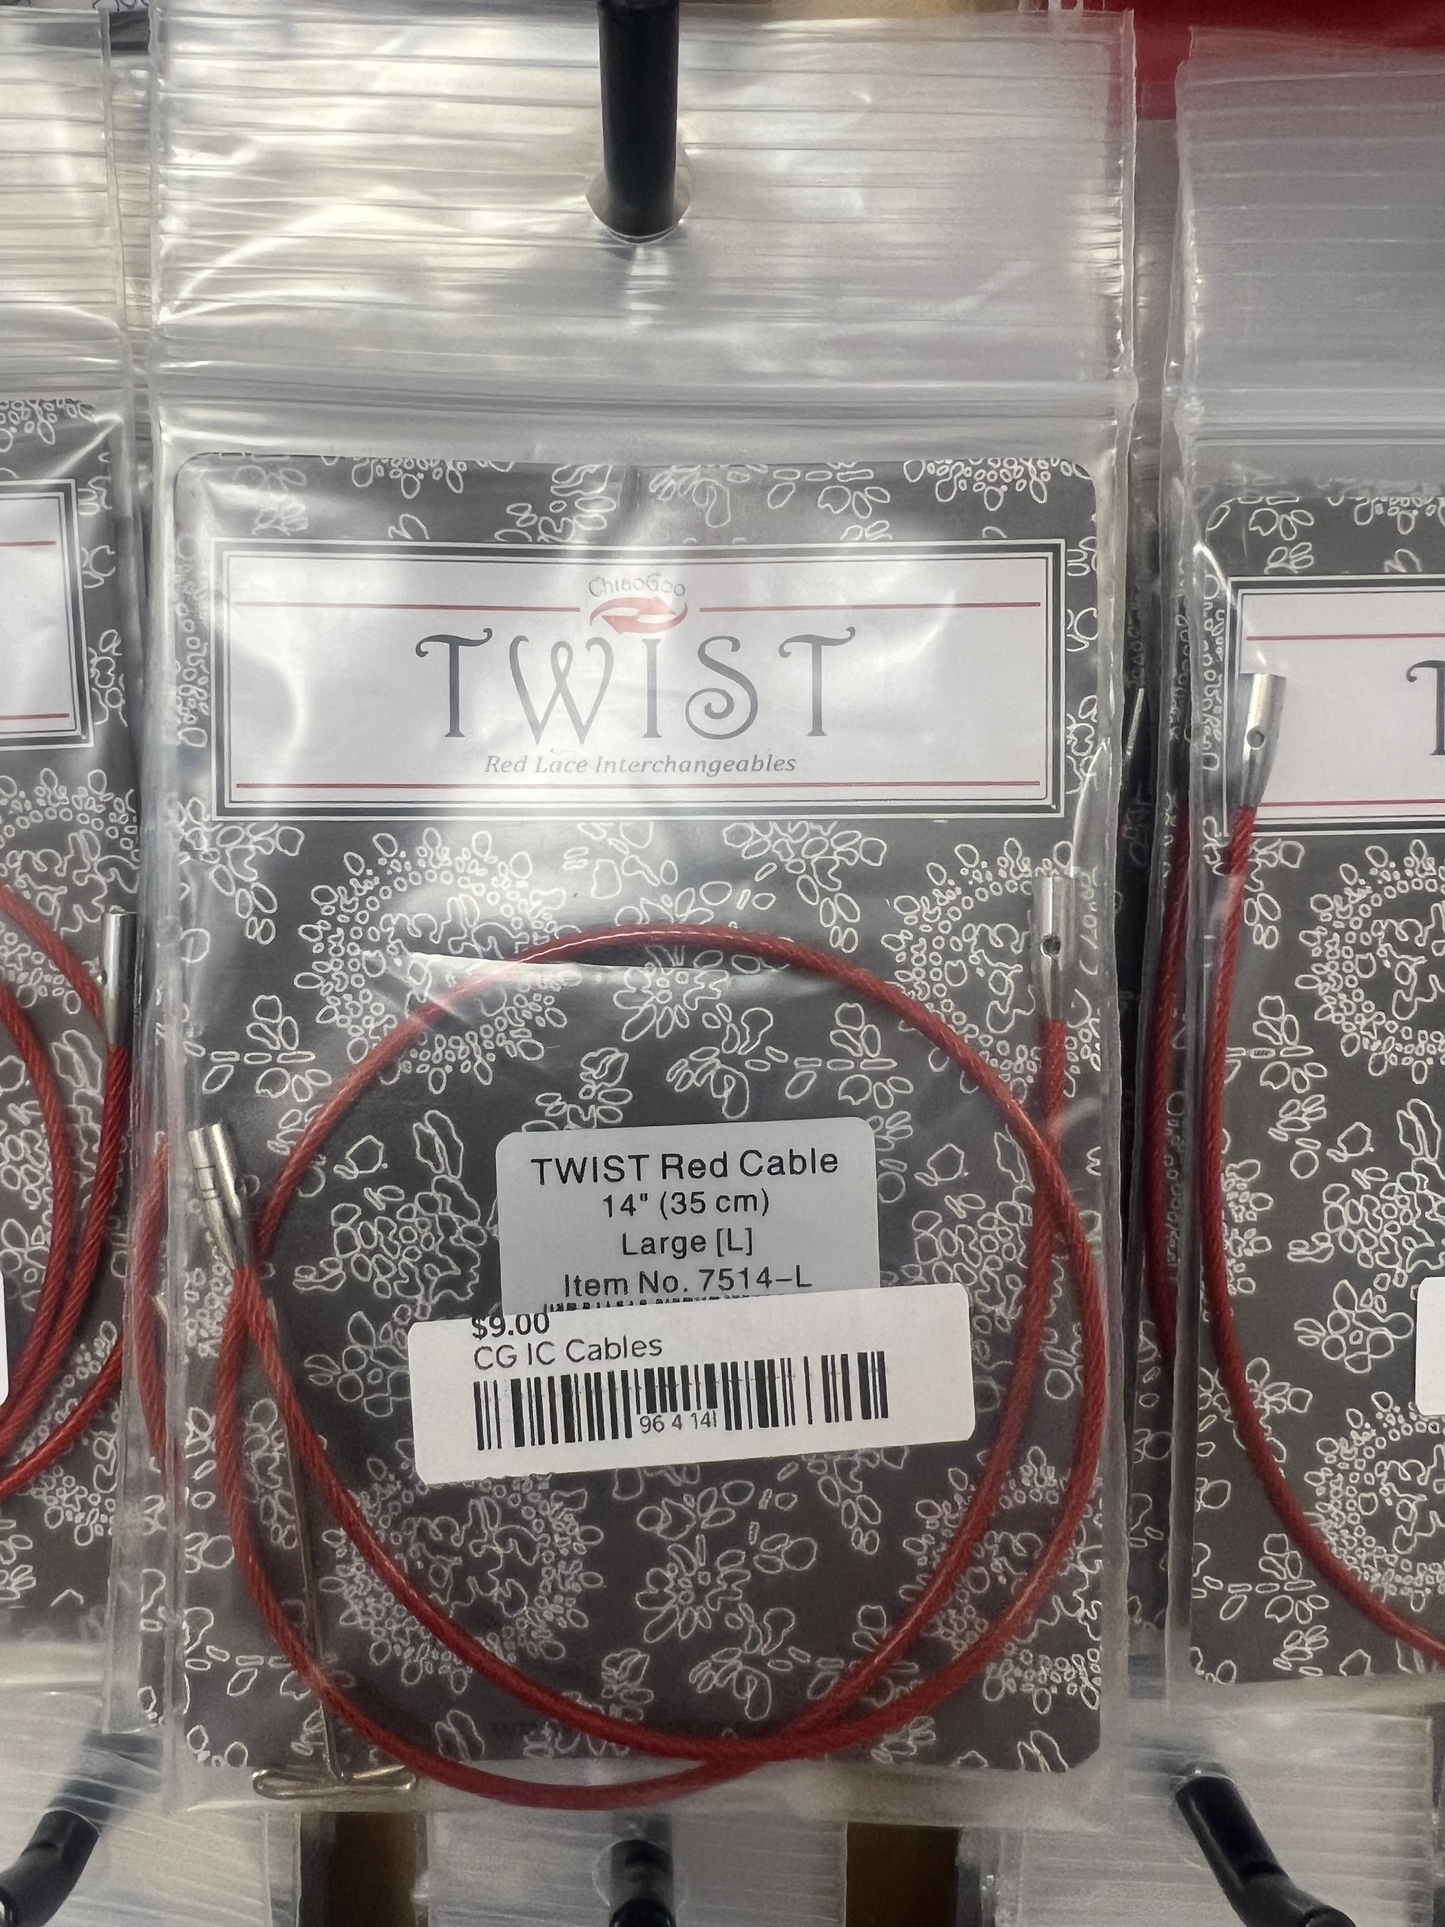 ChiaoGoo
TWIST
Red Lace Interchangeables
TWIST Red Cable
14" (35 cm)
Large [L]
Item No. 7514-L
$9.00
CG IC Cables
96 4 141
T